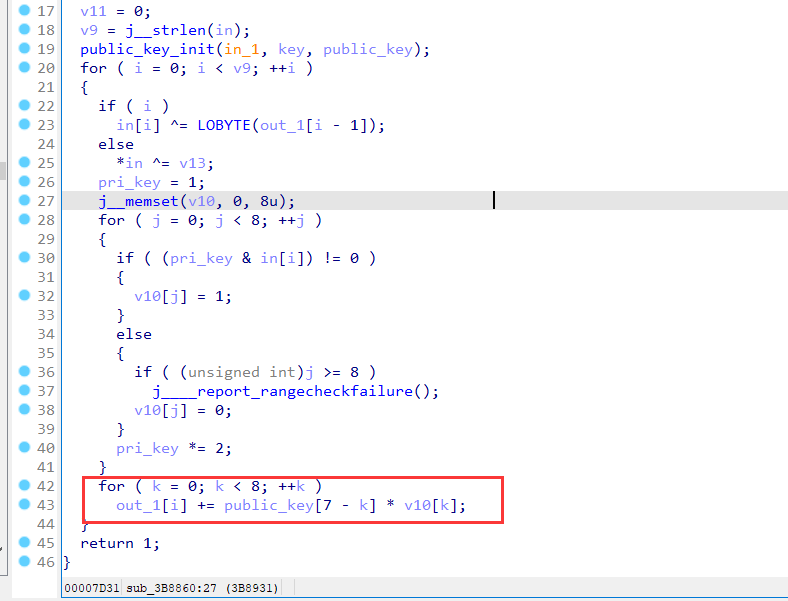 17 v11 = 0;
18 v9 = j__strlen(in);
19 public_key_init(in_1, key, public_key);
20 for ( i = 0; i < v9; ++i )
21 {
22 if ( i )
23 in[i] ^= LOBYTE(out_1[i - 1]);
24 else
25 *in ^= v13;
26 pri_key = 1;
27 j__memset(v10, 0, 8u);
28 for ( j = 0; j < 8; ++j )
29 {
30 if ( (pri_key & in[i]) != 0 )
31 {
32 v10[j] = 1;
33 }
34 else
35 {
36 if ( (unsigned int)j >= 8 )
37 j____report_rangecheckfailure();
38 v10[j] = 0;
39 }
40 pri_key *= 2;
41 }
42 for ( k = 0; k < 8; ++k )
43 out_1[i] += public_key[7 - k] * v10[k];
44 }
45 return 1;
46 }
00007D31 sub_3B8860:27 (3B8931)